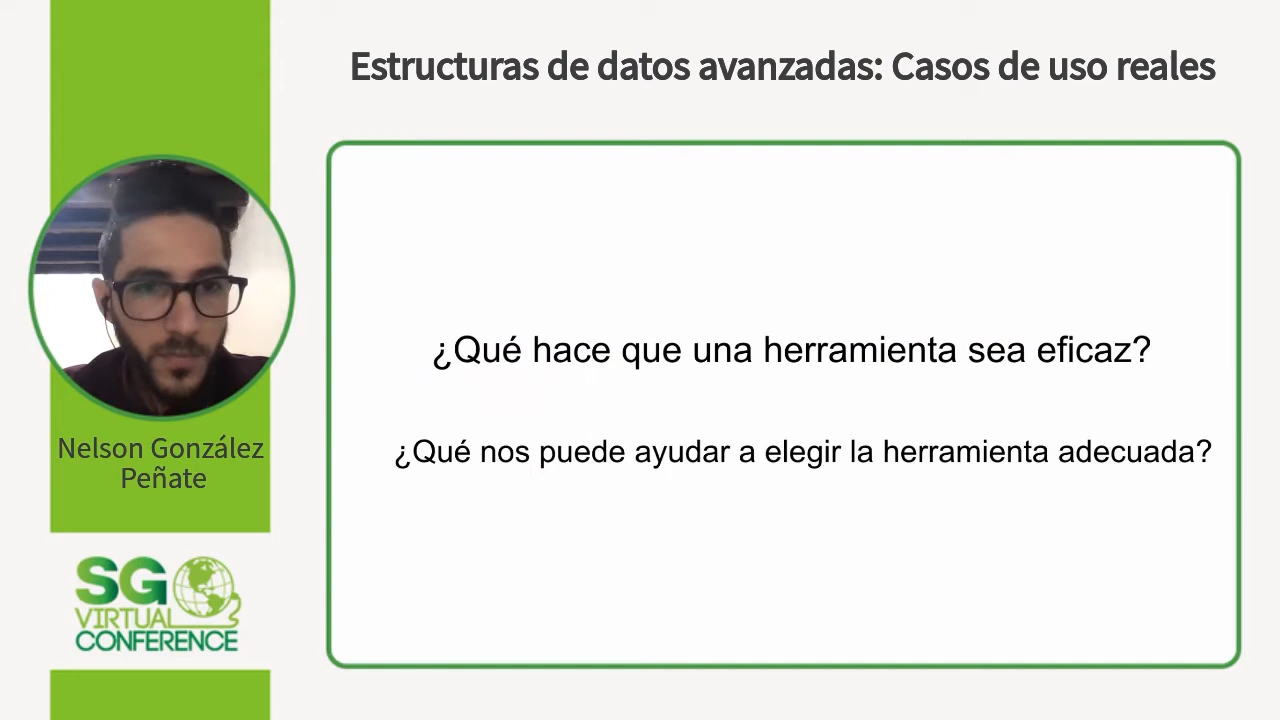 Estructuras de datos avanzadas: Casos de uso reales
¿Qué hace que una herramienta sea eficaz?
¿Qué nos puede ayudar a elegir la herramienta adecuada?
Nelson González
Peñate
SG
VIRTUAL
CONFERENCE